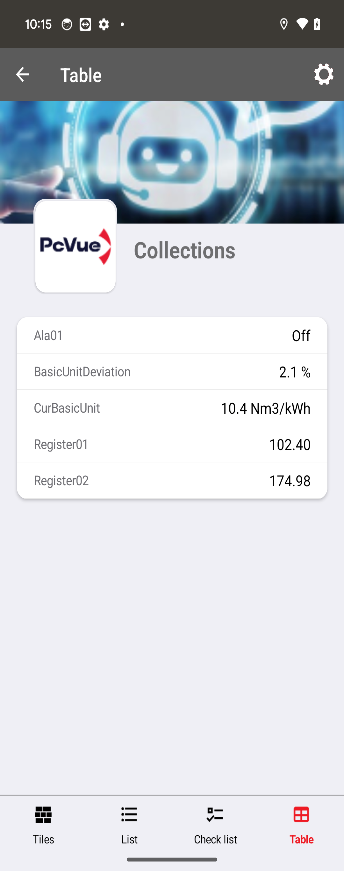 10:15
Table
PcVue
Collections
Ala01 Off
BasicUnitDeviation 2.1 %
CurBasicUnit 10.4 Nm3/kWh
Register01 102.40
Register02 174.98
Tiles List Check list Table